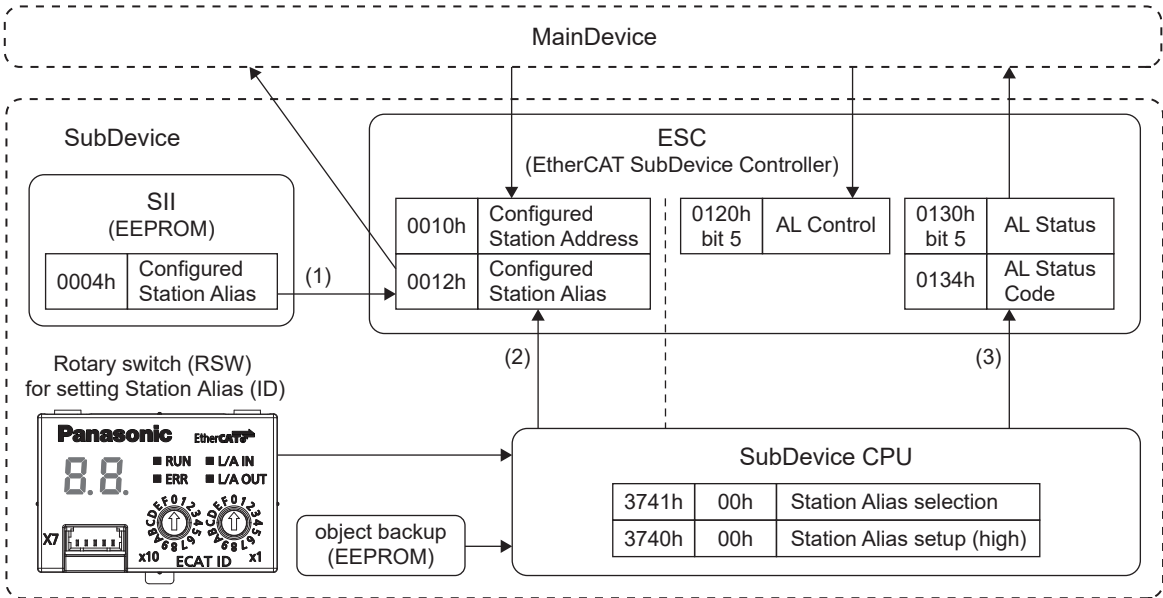 MainDevice
SubDevice
ESC
(EtherCAT SubDevice Controller)
SII
(EEPROM)
0004h
Configured
Station Alias
(1)
0010h
Configured
Station Address
0012h
Configured
Station Alias
0120h
bit 5
AL Control
0130h
bit 5
AL Status
0134h
AL Status
Code
(2)
(3)
Rotary switch (RSW)
for setting Station Alias (ID)
Panasonic EtherCAT
8.8.
RUN L/A IN
ERR L/A OUT
0123456789ABCDEF
0123456789ABCDEF
X7
x10 ECAT ID x1
object backup
(EEPROM)
SubDevice CPU
3741h 00h Station Alias selection
3740h 00h Station Alias setup (high)